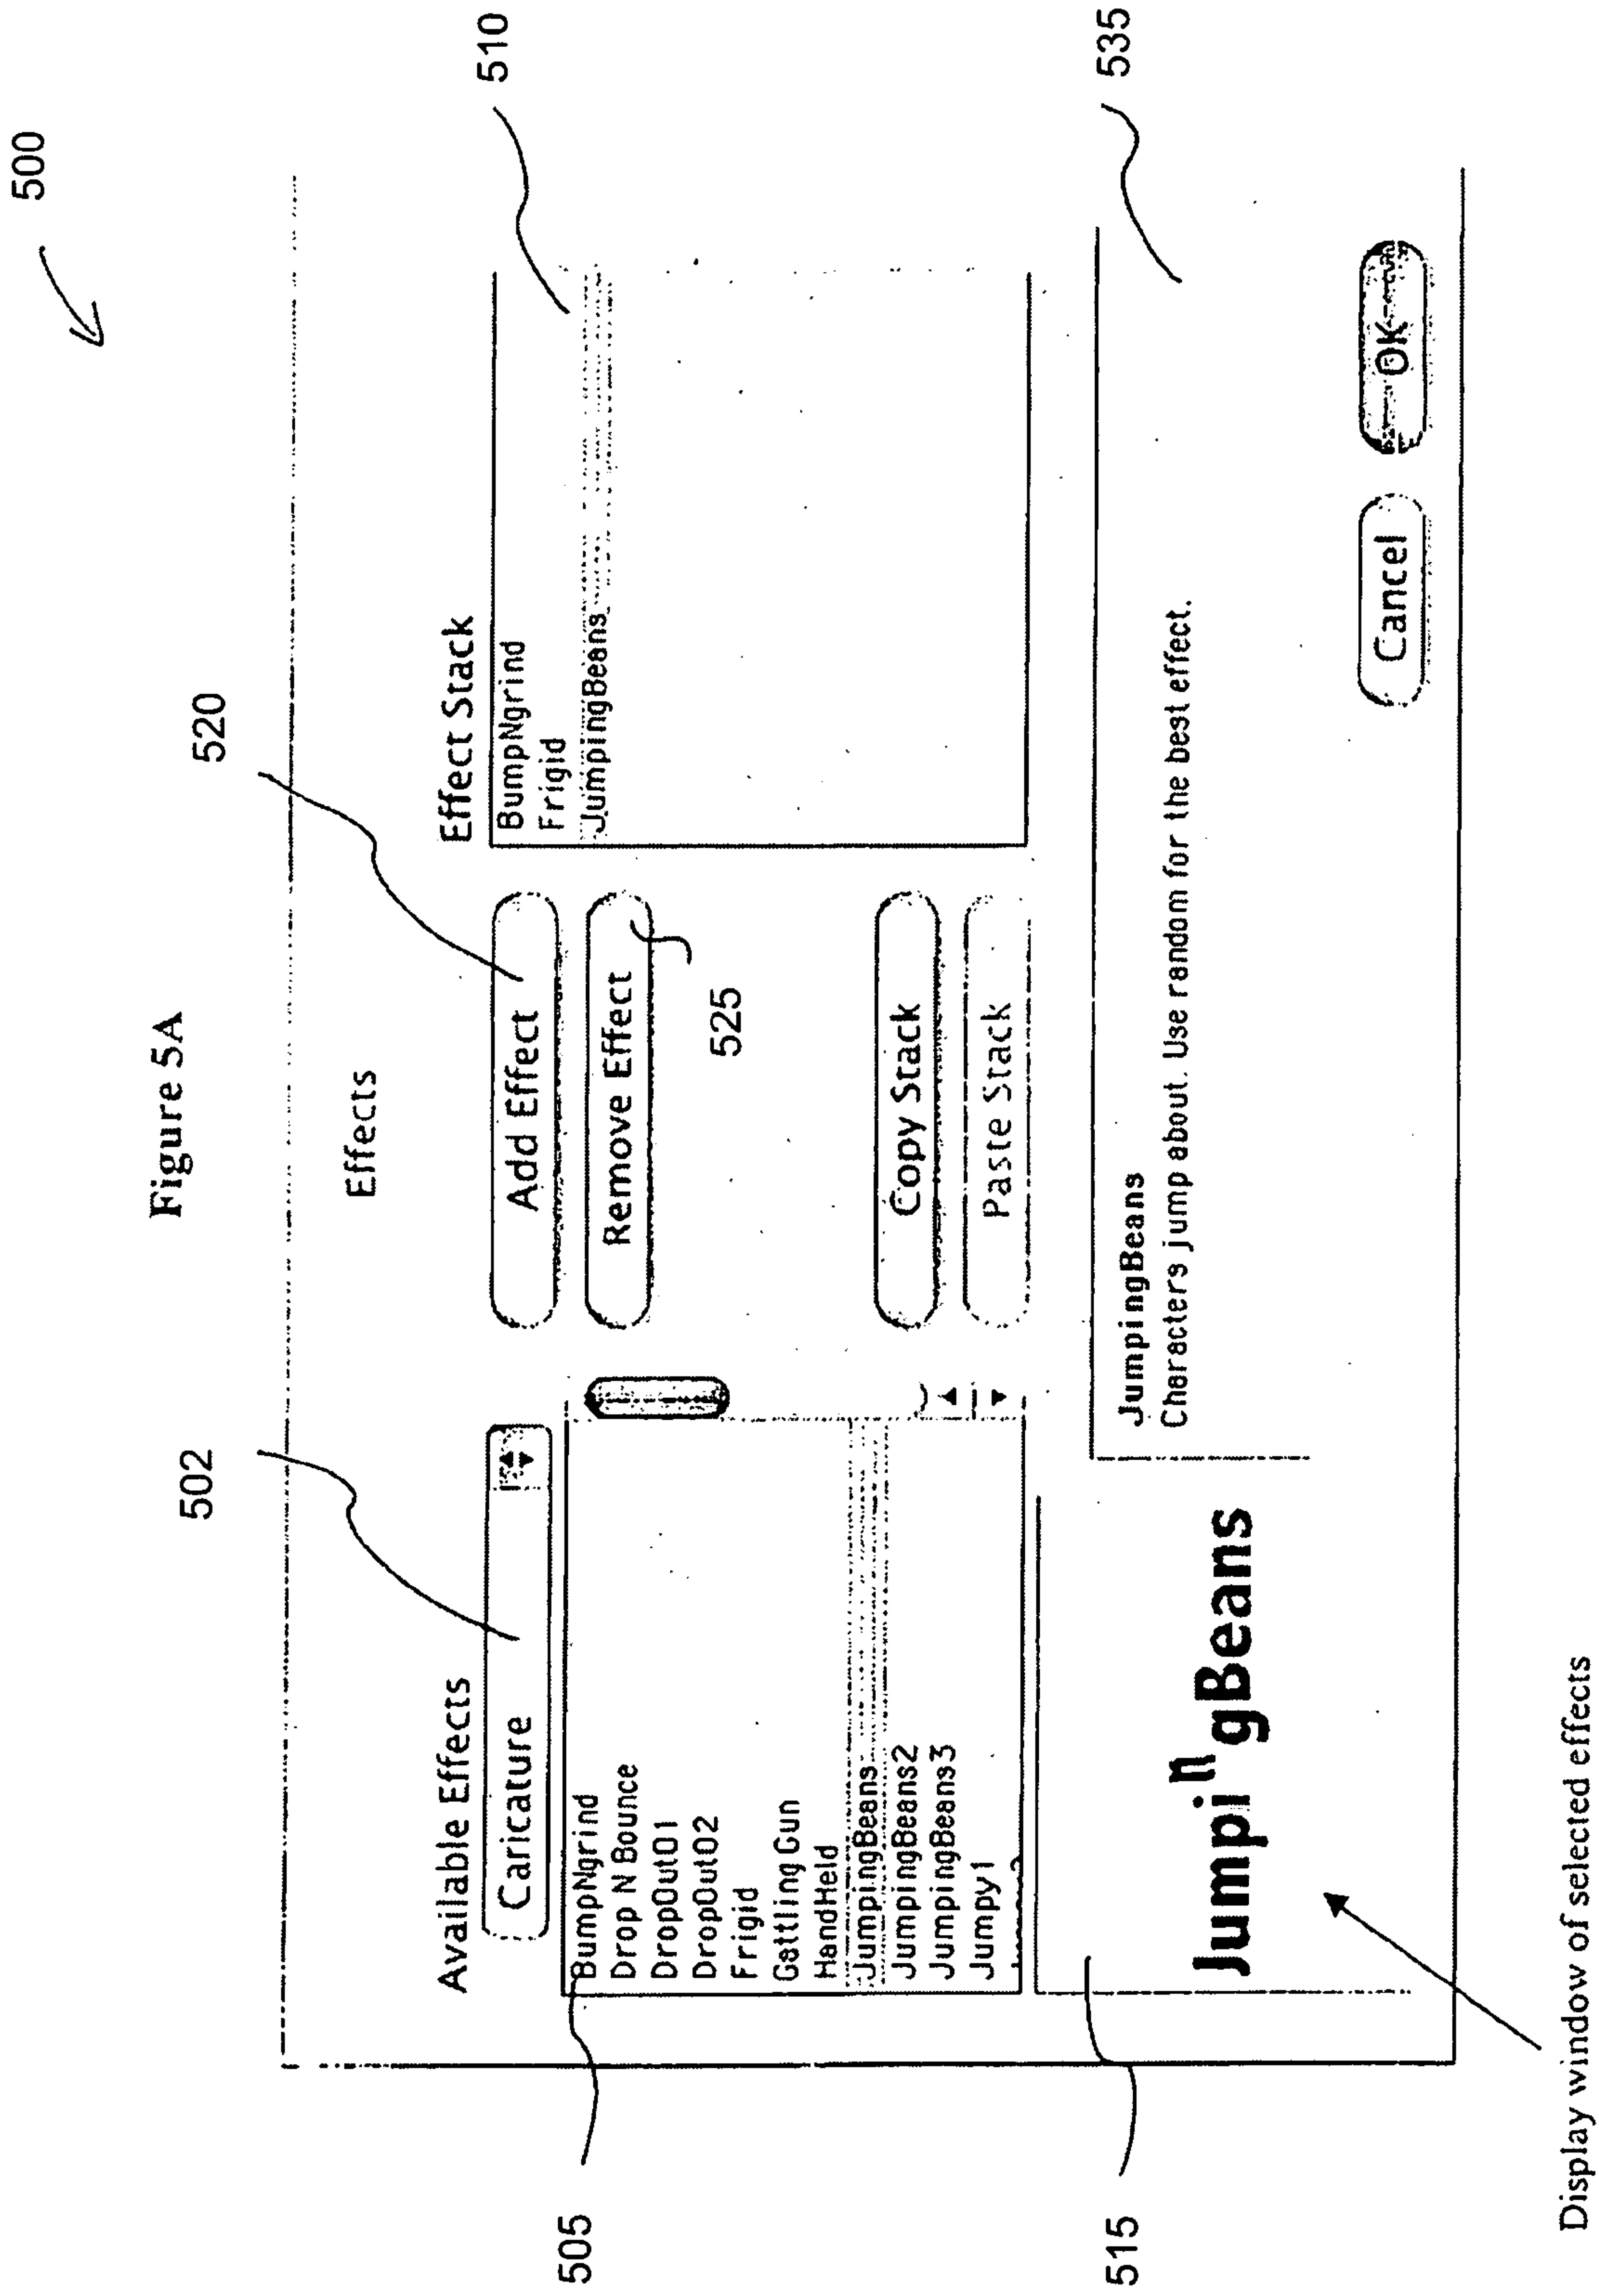 500
Figure 5A
Effects
502
520
510
Available Effects
Caricature
BumpNgrind
Drop N Bounce
DropOut01
DropOut02
Frigid
Gattling Gun
HandHeld
JumpingBeans
JumpingBeans2
JumpingBeans3
Jumpy1
Add Effect
Remove Effect
525
Copy Stack
Paste Stack
Effect Stack
BumpNgrind
Frigid
JumpingBeans
505
515
JumpingBeans
JumpingBeans
Characters jump about. Use random for the best effect.
535
Cancel
OK
Display window of selected effects